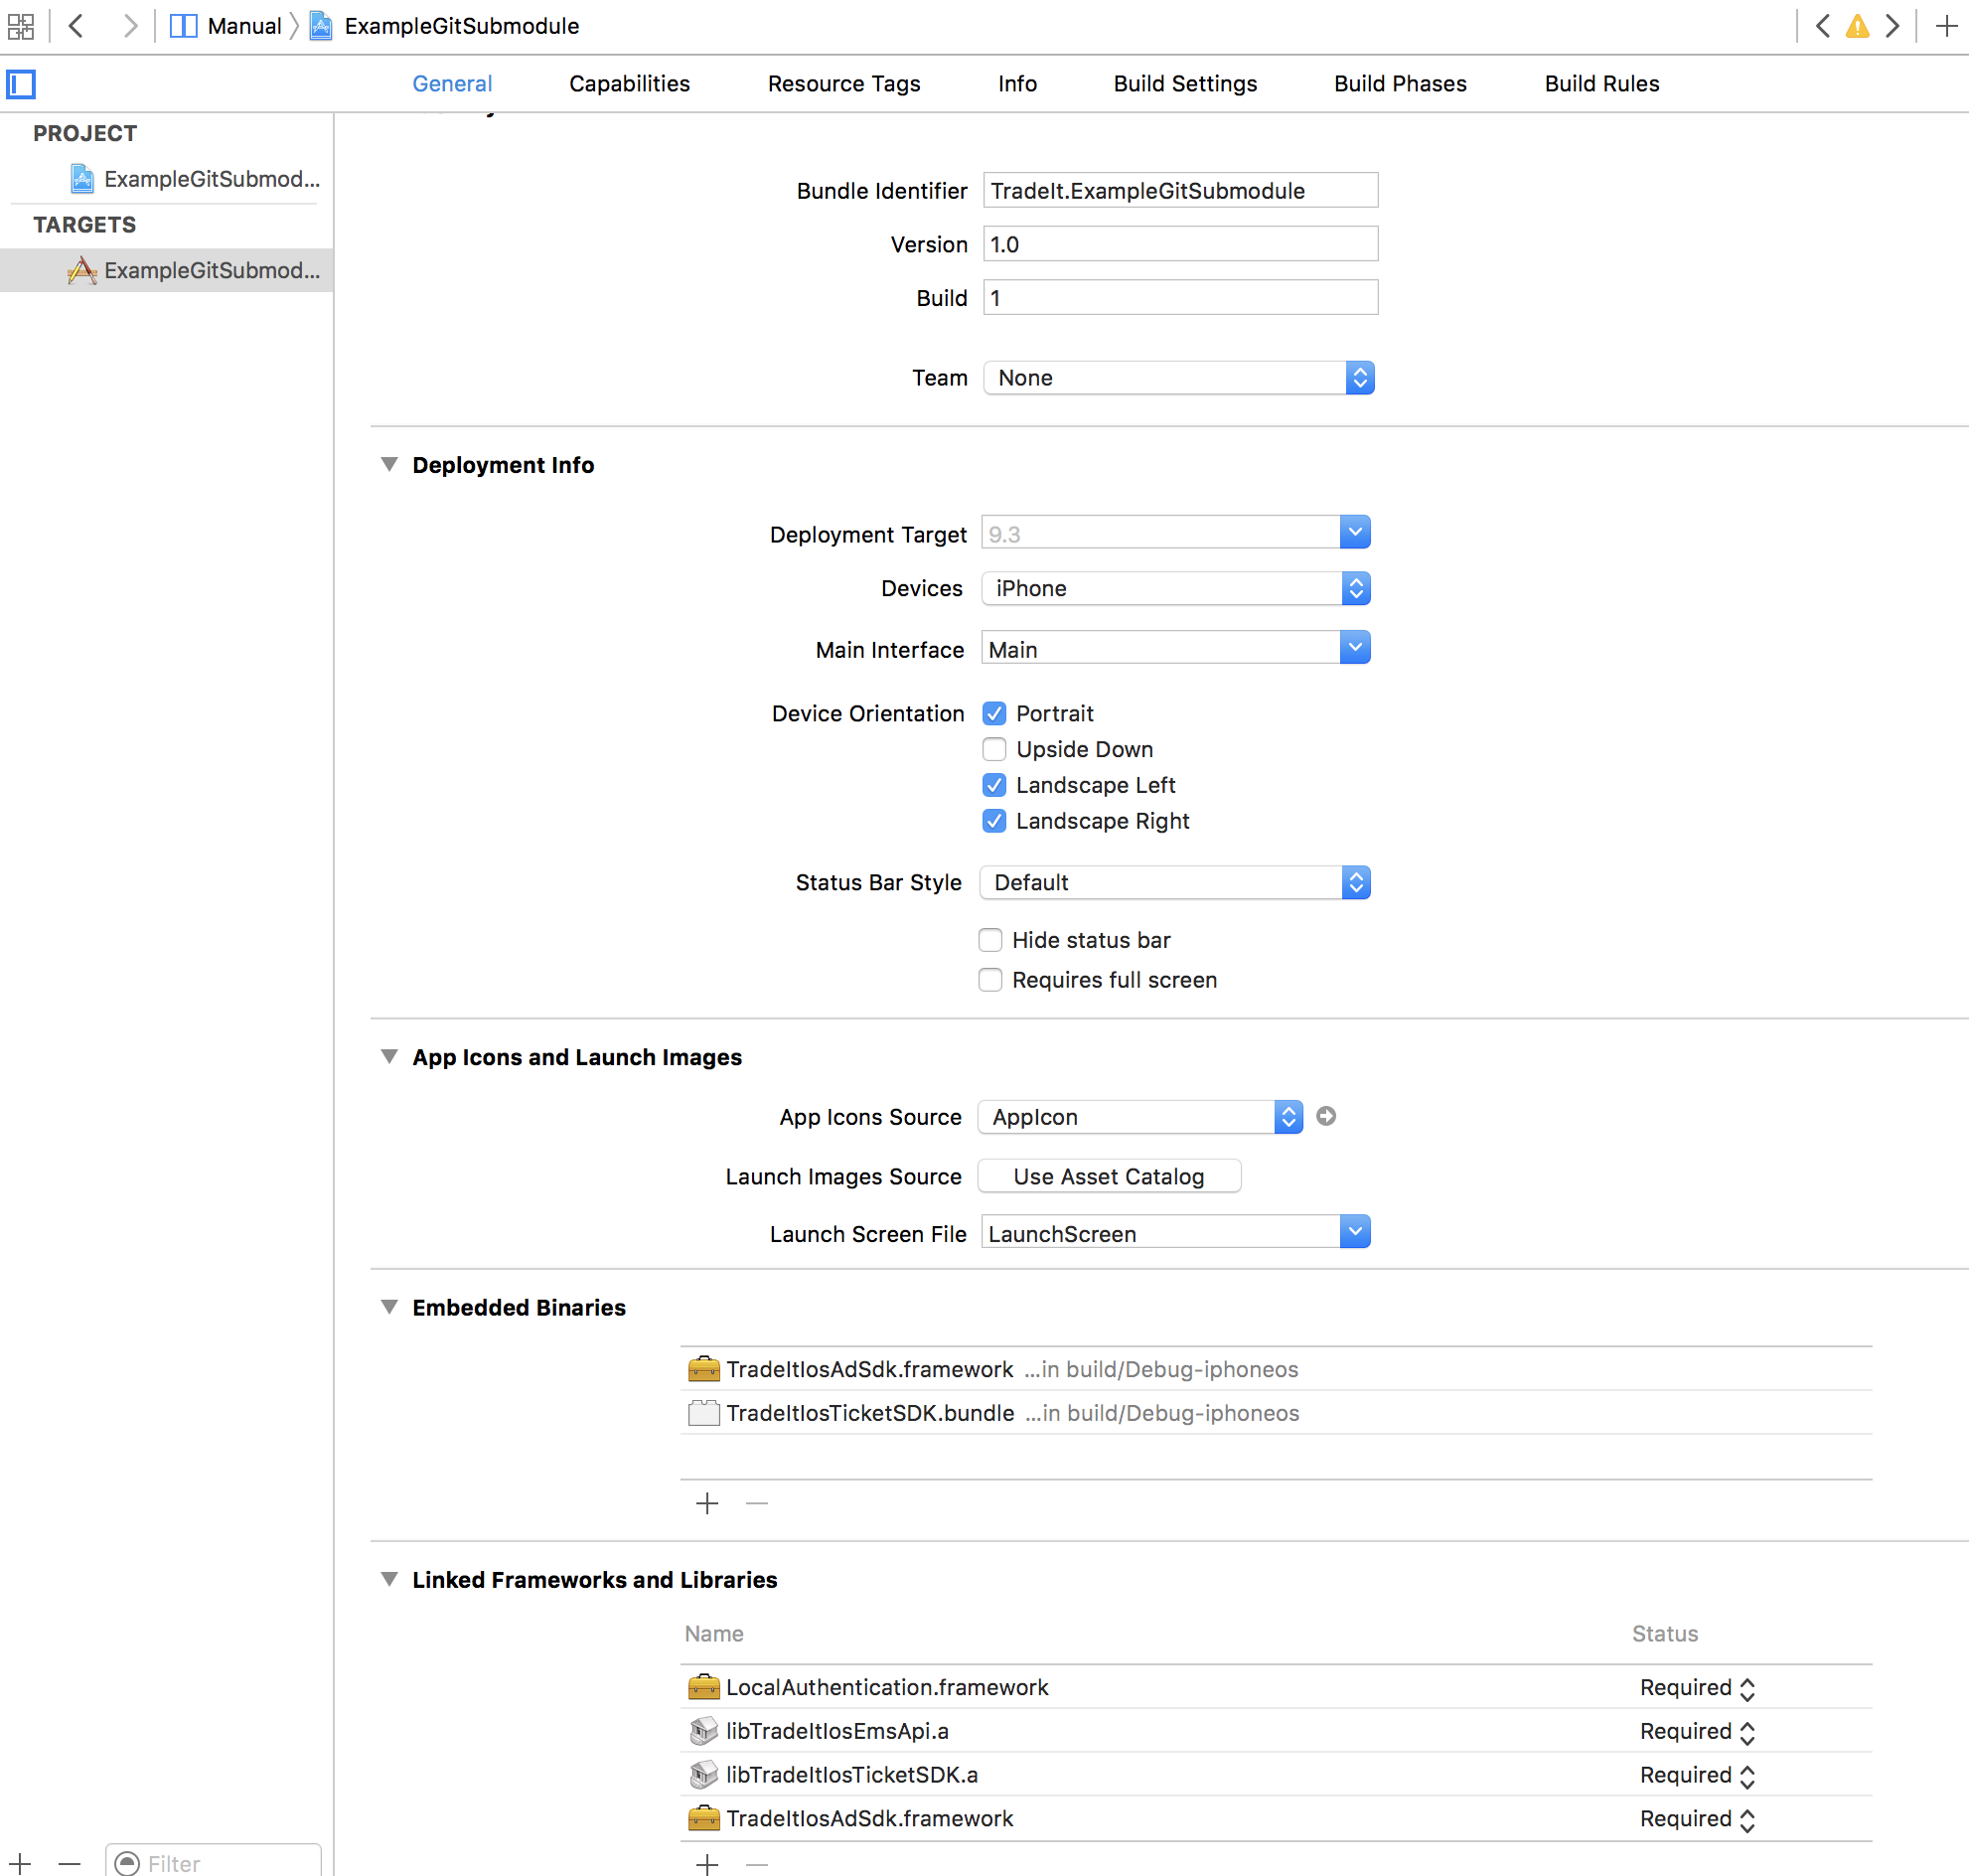 Manual ExampleGitSubmodule
General Capabilities Resource Tags Info Build Settings Build Phases Build Rules
PROJECT
ExampleGitSubmod...
TARGETS
ExampleGitSubmod...
Bundle Identifier TradeIt.ExampleGitSubmodule
Version 1.0
Build 1
Team None
Deployment Info
Deployment Target 9.3
Devices iPhone
Main Interface Main
Device Orientation Portrait
Upside Down
Landscape Left
Landscape Right
Status Bar Style Default
Hide status bar
Requires full screen
App Icons and Launch Images
App Icons Source AppIcon
Launch Images Source Use Asset Catalog
Launch Screen File LaunchScreen
Embedded Binaries
TradeItIosAdSdk.framework ...in build/Debug-iphoneos
TradeItIosTicketSDK.bundle ...in build/Debug-iphoneos
Linked Frameworks and Libraries
Name Status
LocalAuthentication.framework Required
libTradeItIosEmsApi.a Required
libTradeItIosTicketSDK.a Required
TradeItIosAdSdk.framework Required
Filter